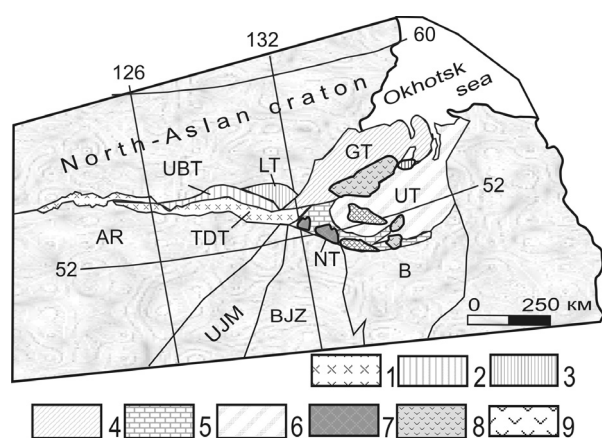 60
132
126
Okhotsk
sea
North-Asian craton
GT
LT
UBT
UT
52
AR
TDT
NT
52
B
UJM
BJZ
0 250 км
1 2 3
4 5 6 7 8 9